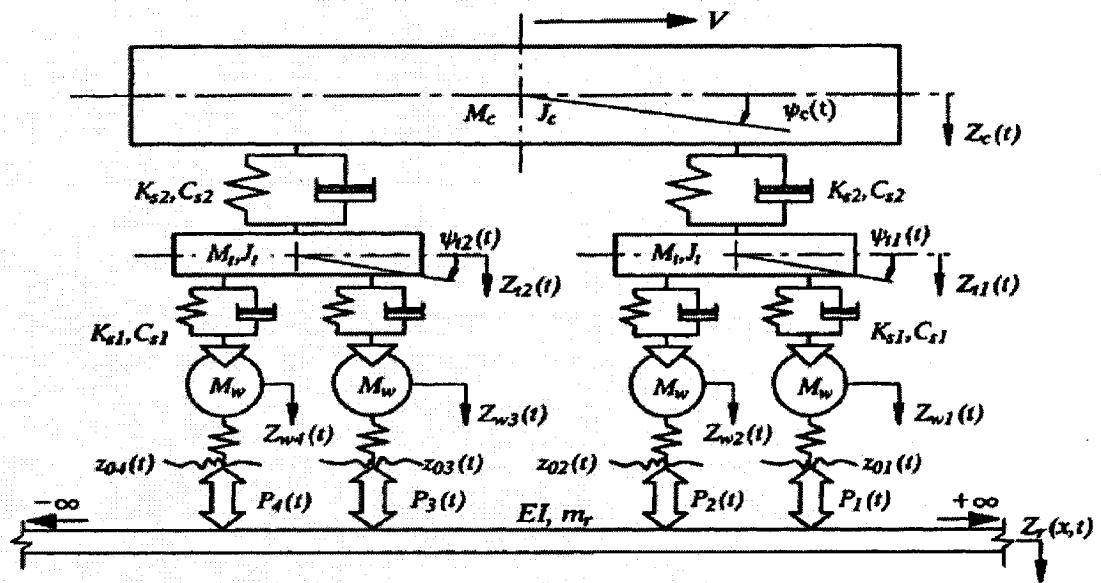 V
M_c J_c ψ_c(t)
Z_c(t)
K_s2, C_s2 K_s2, C_s2
M_t, J_t ψ_t2(t) M_t, J_t ψ_t1(t)
Z_t2(t) Z_t1(t)
K_s1, C_s1 K_s1, C_s1
M_w M_w M_w M_w
Z_w4(t) Z_w3(t) Z_w2(t) Z_w1(t)
z_04(t) z_03(t) z_02(t) z_01(t)
P_4(t) P_3(t) P_2(t) P_1(t)
−∞ EI, m_r +∞
Z_r(x,t)